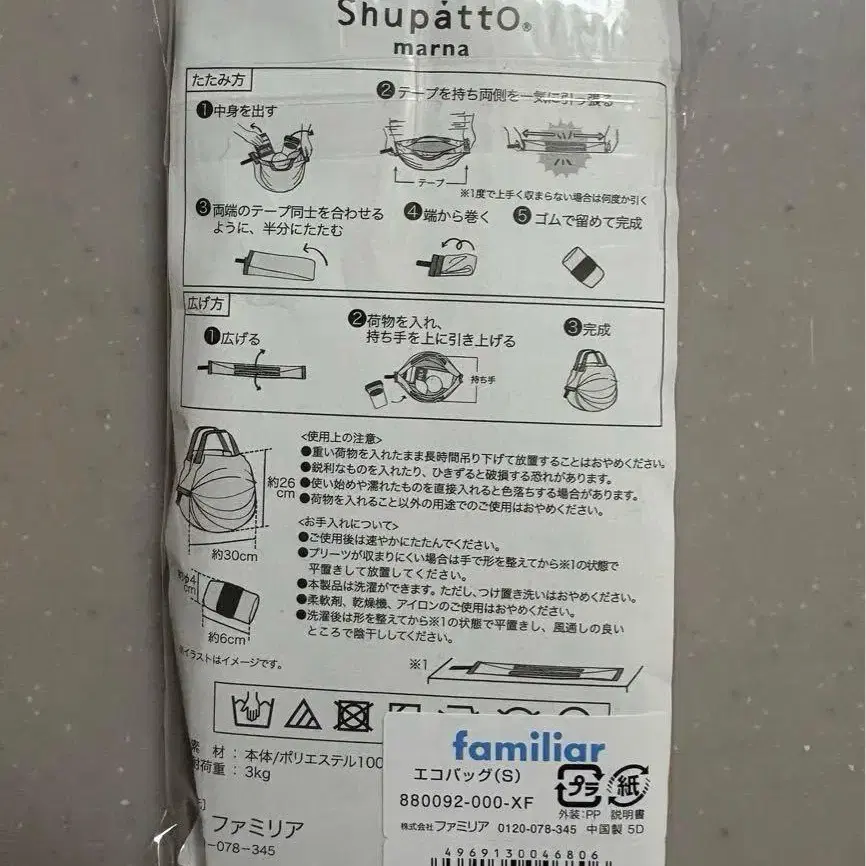 Shupatto®
marna
たたみ方
❶中身を出す
❷テープを持ち両側を一気に引っ張る
テープ
※1度で上手く収まらない場合は何度か引く
❸両端のテープ同士を合わせる
ように、半分にたたむ
❹端から巻く
❺ゴムで留めて完成
広げ方
❶広げる
❷荷物を入れ、
持ち手を上に引き上げる
持ち手
❸完成
約26
cm
約30cm
約φ4
cm
約6cm
※イラストはイメージです。
<使用上の注意>
●重い荷物を入れたまま長時間吊り下げて放置することはおやめください。
●鋭利なものを入れたり、ひきずると破損する恐れがあります。
●使い始めや濡れたものを直接入れると色落ちする場合があります。
●荷物を入れること以外の用途でのご使用はおやめください。
<お手入れについて>
●ご使用後は速やかにたたんでください。
●プリーツが収まりにくい場合は手で形を整えてから※1の状態で
平置きして放置してください。
●本製品は洗濯ができます。ただし、つけ置き洗いはおやめください。
●柔軟剤、乾燥機、アイロンのご使用はおやめください。
●洗濯後は形を整えてから※1の状態で平置きし、風通しの良い
ところで陰干ししてください。
※1
材：本体/ポリエステル100
耐荷重：3kg
ファミリア
-078-345
familiar
エコバッグ(S)
880092-000-XF
プラ
紙
外装:PP 説明書
株式会社ファミリア 0120-078-345 中国製 5D
4969130046806